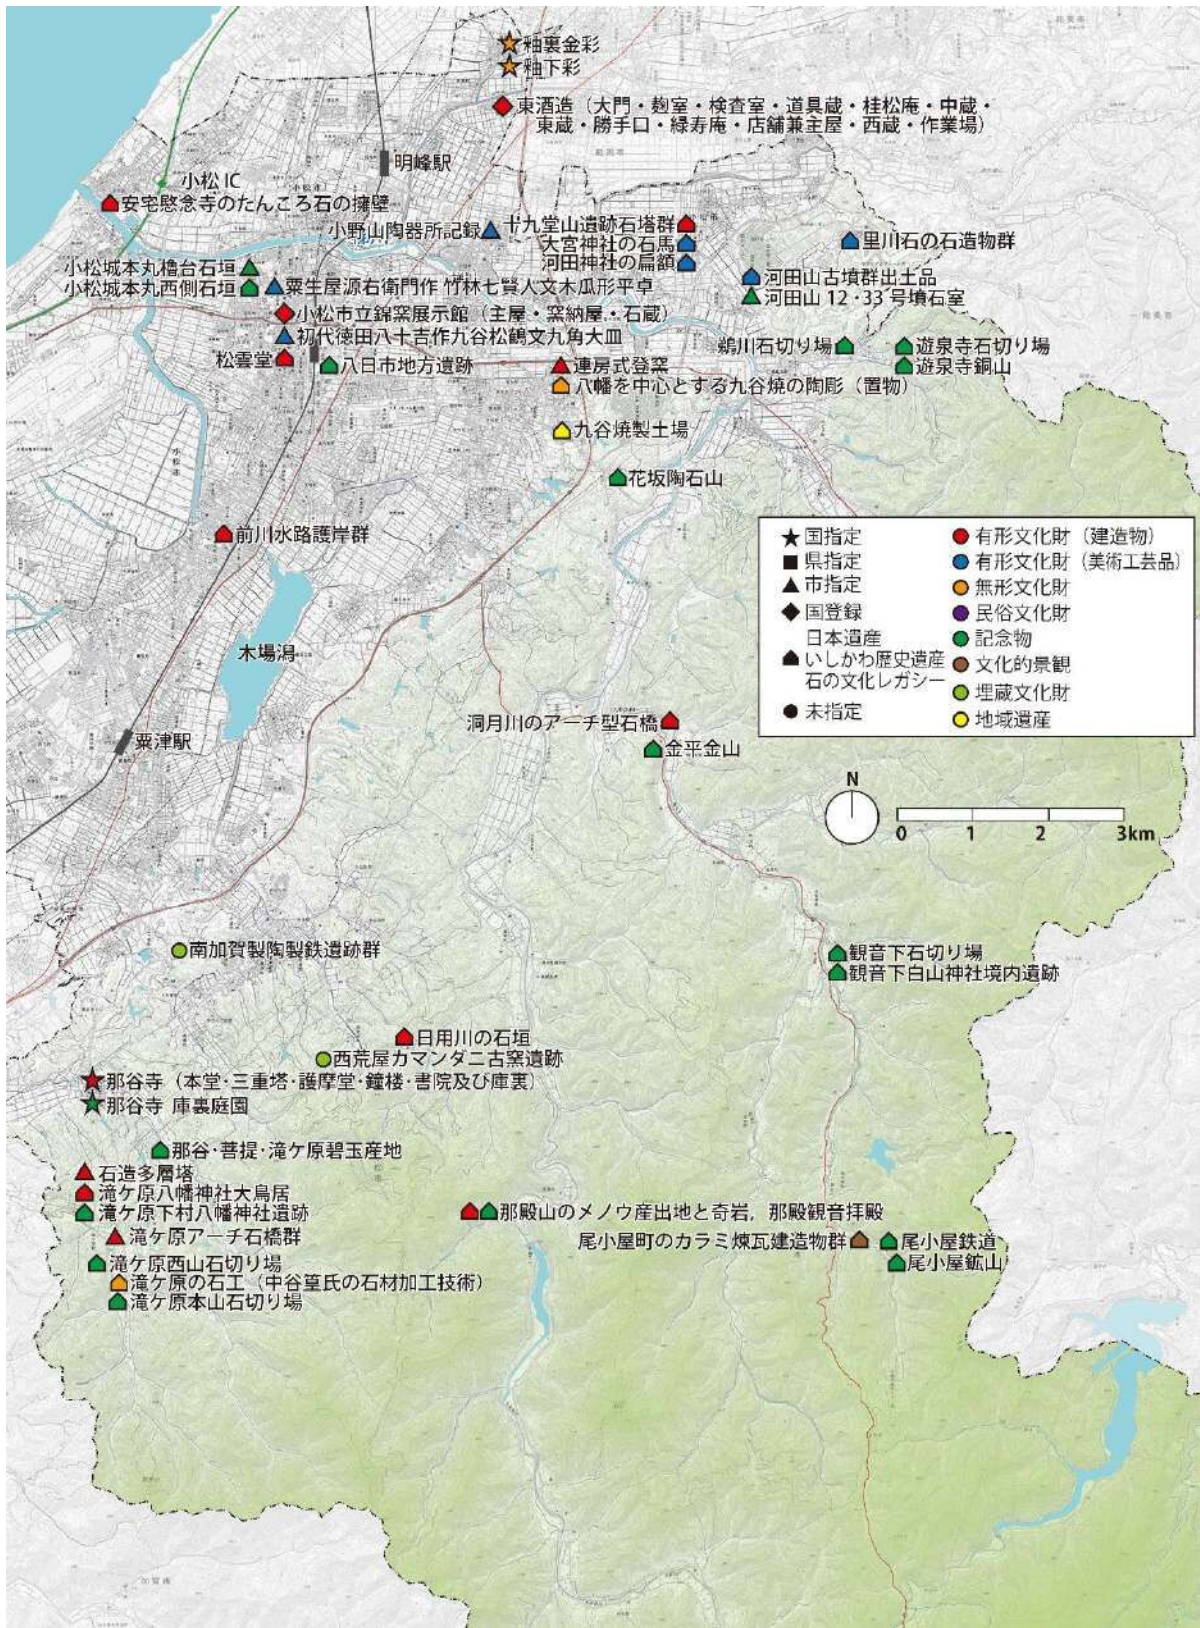 釉裏金彩
釉下彩
東酒造（大門・麹室・検査室・道具蔵・桂松庵・中蔵・
東蔵・勝手口・緑寿庵・店舗兼主屋・西蔵・作業場）
明峰駅
小松 IC
安宅愍念寺のたんころ石の擁壁
小野山陶器所記録
十九堂山遺跡石塔群
大宮神社の石馬
河田神社の扁額
里川石の石造物群
河田山古墳群出土品
河田山 12・33 号墳石室
小松城本丸櫓台石垣
小松城本丸西側石垣
粟生屋源右衛門作 竹林七賢人文木瓜形平卓
小松市立錦窯展示館（主屋・窯納屋・石蔵）
初代徳田八十吉作九谷松鶴文九角大皿
松雲堂
八日市地方遺跡
連房式登窯
八幡を中心とする九谷焼の陶彫（置物）
九谷焼製土場
鵜川石切り場
遊泉寺石切り場
遊泉寺銅山
花坂陶石山
小松市
前川水路護岸群
木場潟
粟津駅
国指定
県指定
市指定
国登録
日本遺産
いしかわ歴史遺産
石の文化レガシー
未指定
有形文化財（建造物）
有形文化財（美術工芸品）
無形文化財
民俗文化財
記念物
文化的景観
埋蔵文化財
地域遺産
N
0 1 2 3km
洞月川のアーチ型石橋
金平金山
南加賀製陶製鉄遺跡群
観音下石切り場
観音下白山神社境内遺跡
日用川の石垣
西荒屋カマンダニ古窯遺跡
那谷寺（本堂・三重塔・護摩堂・鐘楼・書院及び庫裏）
那谷寺 庫裏庭園
那谷・菩提・滝ケ原碧玉産地
石造多層塔
滝ケ原八幡神社大鳥居
滝ケ原下村八幡神社遺跡
滝ケ原アーチ石橋群
滝ケ原西山石切り場
滝ケ原の石工（中谷篁氏の石材加工技術）
滝ケ原本山石切り場
那殿山のメノウ産出地と奇岩，那殿観音拝殿
尾小屋町のカラミ煉瓦建造物群
尾小屋鉄道
尾小屋鉱山